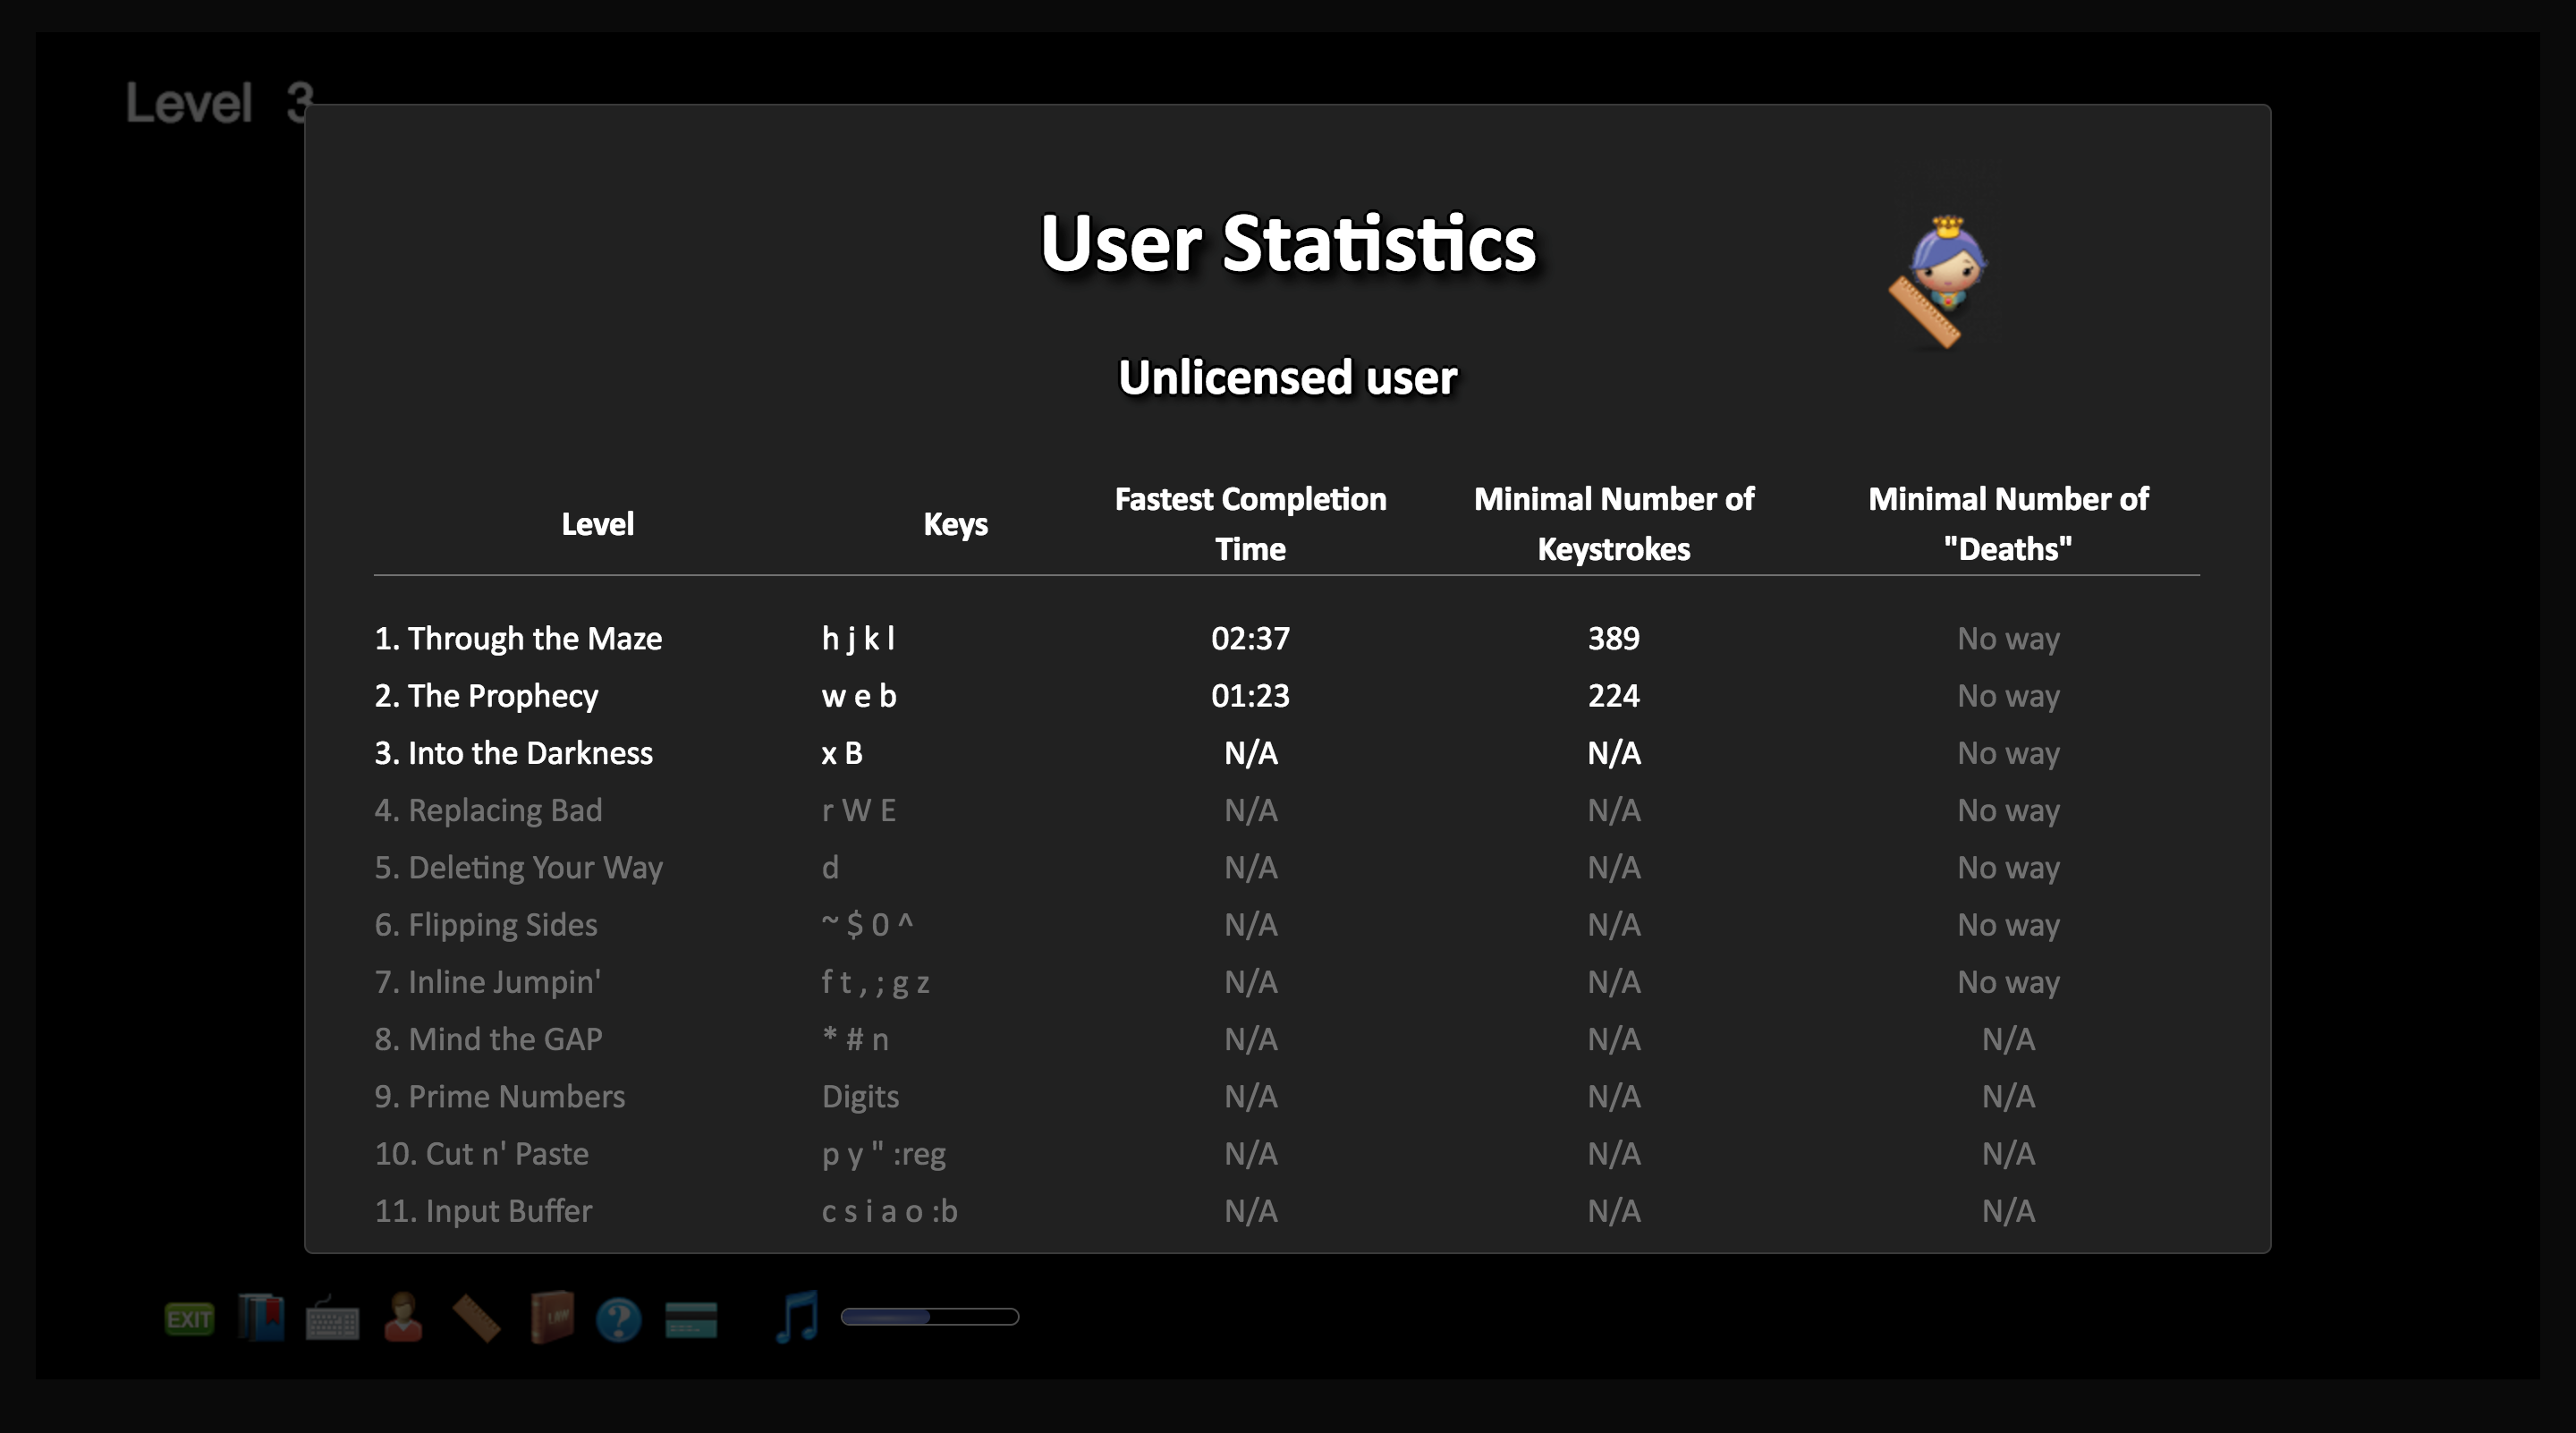 Level 3
User Statistics
Unlicensed user
Level Keys Fastest Completion Time Minimal Number of Keystrokes Minimal Number of "Deaths"
1. Through the Maze h j k l 02:37 389 No way
2. The Prophecy w e b 01:23 224 No way
3. Into the Darkness x B N/A N/A No way
4. Replacing Bad r W E N/A N/A No way
5. Deleting Your Way d N/A N/A No way
6. Flipping Sides ~ $ 0 ^ N/A N/A No way
7. Inline Jumpin' f t , ; g z N/A N/A No way
8. Mind the GAP * # n N/A N/A N/A
9. Prime Numbers Digits N/A N/A N/A
10. Cut n' Paste p y " :reg N/A N/A N/A
11. Input Buffer c s i a o :b N/A N/A N/A
EXIT LAW ?